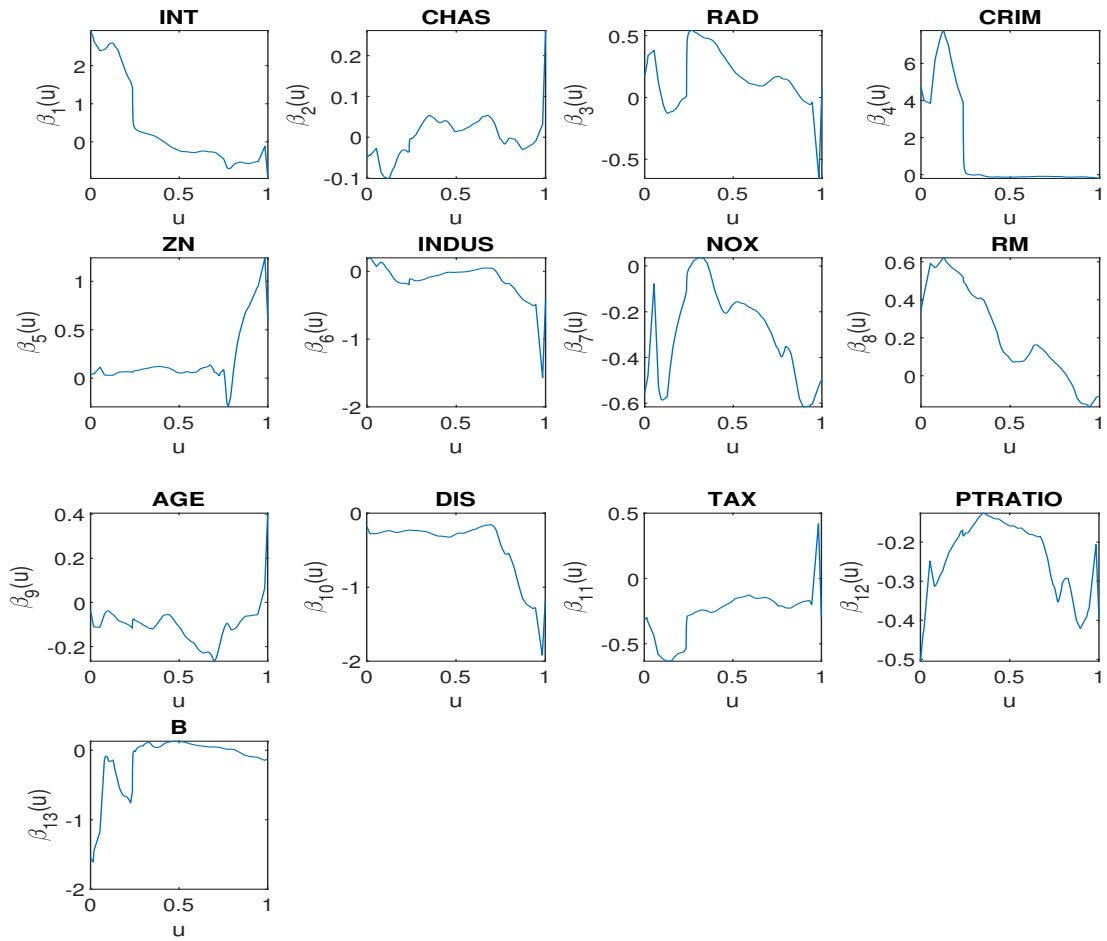 INT
CHAS
RAD
CRIM
β1(u)
2
0
0 0.5 1
u
β2(u)
0.2
0.1
0
-0.1
0 0.5 1
u
β3(u)
0.5
0
-0.5
0 0.5 1
u
β4(u)
6
4
2
0
0 0.5 1
u
ZN
INDUS
NOX
RM
β5(u)
1
0.5
0
0 0.5 1
u
β6(u)
0
-1
-2
0 0.5 1
u
β7(u)
0
-0.2
-0.4
-0.6
0 0.5 1
u
β8(u)
0.6
0.4
0.2
0
0 0.5 1
u
AGE
DIS
TAX
PTRATIO
β9(u)
0.4
0.2
0
-0.2
0 0.5 1
u
β10(u)
0
-1
-2
0 0.5 1
u
β11(u)
0.5
0
-0.5
0 0.5 1
u
β12(u)
-0.2
-0.3
-0.4
-0.5
0 0.5 1
u
B
β13(u)
0
-1
-2
0 0.5 1
u